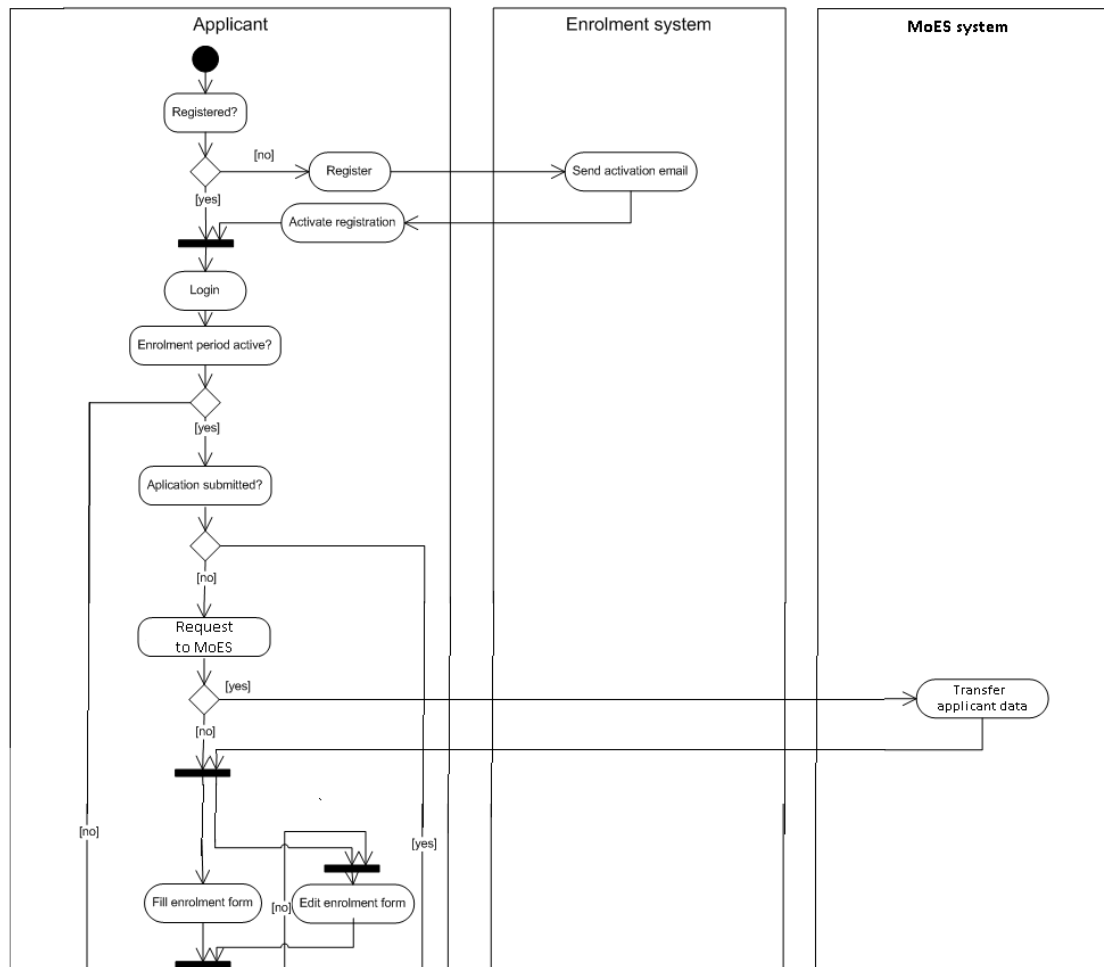 Applicant
Enrolment system
MoES system
Registered?
[no]
Register
Send activation email
[yes]
Activate registration
Login
Enrolment period active?
[yes]
Aplication submitted?
[no]
Request
to MoES
[yes]
Transfer
applicant data
[no]
[no]
[yes]
Fill enrolment form
[no]
Edit enrolment form